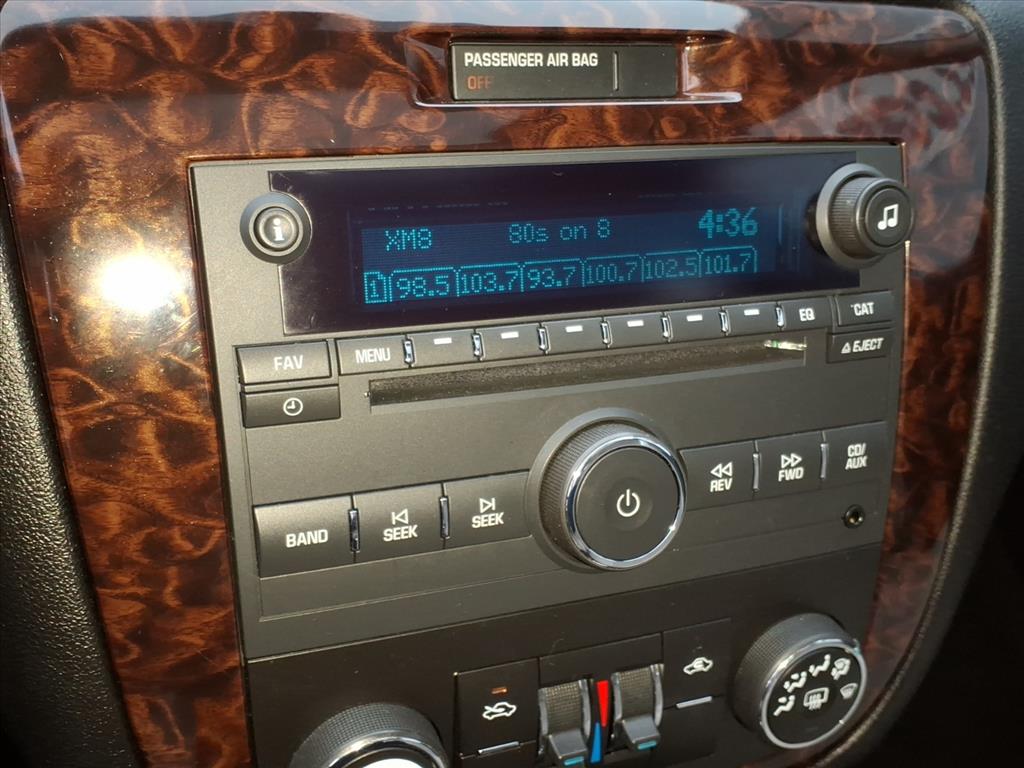 PASSENGER AIR BAG
OFF
i
XM8 80s on 8 4:36
1 98.5 103.7 93.7 100.7 102.5 101.7
FAV MENU EQ CAT
EJECT
BAND SEEK SEEK REV FWD CD/
AUX